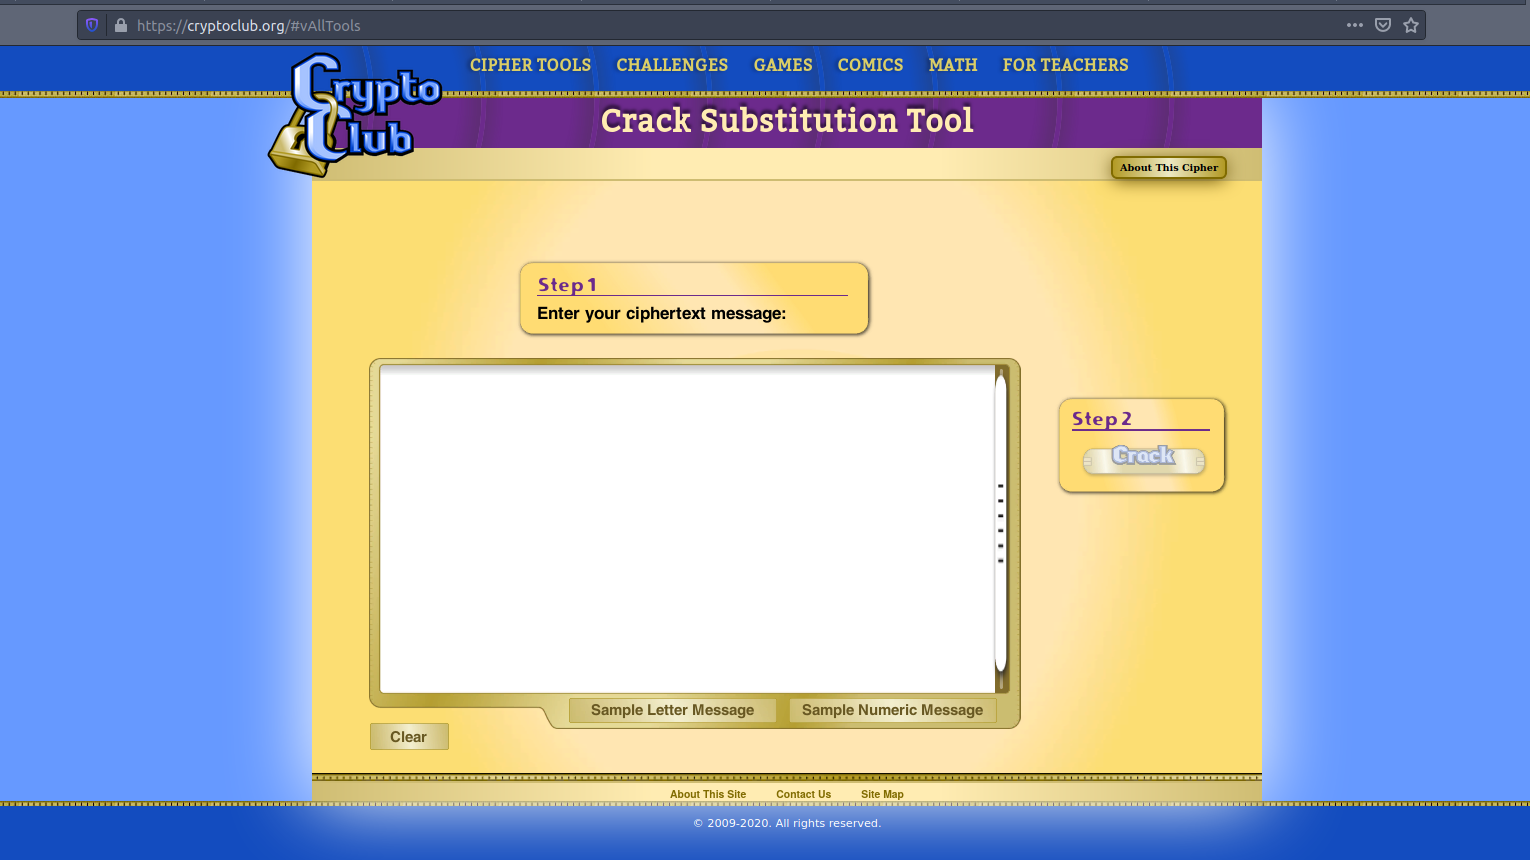 https://cryptoclub.org/#vAllTools
CIPHER TOOLS CHALLENGES GAMES COMICS MATH FOR TEACHERS
Crypto
Club
Crack Substitution Tool
About This Cipher
Step 1
Enter your ciphertext message:
Step 2
Crack
Sample Letter Message Sample Numeric Message
Clear
About This Site Contact Us Site Map
© 2009-2020. All rights reserved.